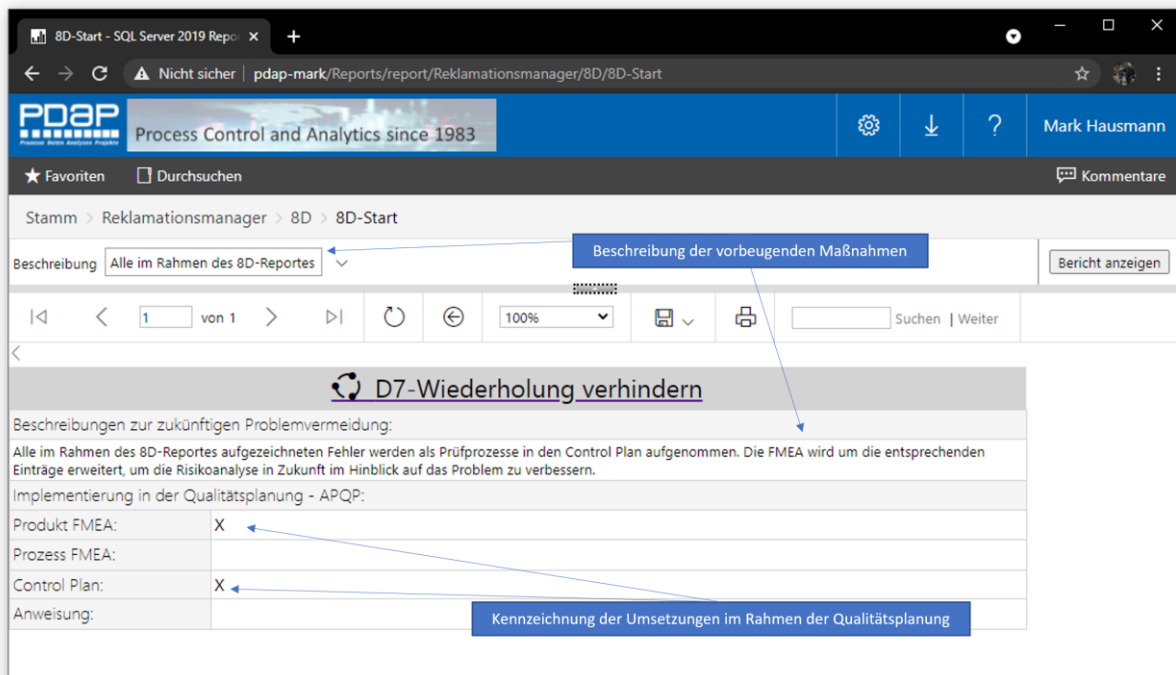 8D-Start - SQL Server 2019 Repo
Nicht sicher | pdap-mark/Reports/report/Reklamationsmanager/8D/8D-Start
PDAP
Prozesse Daten Analysen Projekte
Process Control and Analytics since 1983
?
Mark Hausmann
Favoriten
Durchsuchen
Kommentare
Stamm > Reklamationsmanager > 8D > 8D-Start
Beschreibung der vorbeugenden Maßnahmen
Beschreibung
Alle im Rahmen des 8D-Reportes
Bericht anzeigen
1 von 1
100%
Suchen | Weiter
D7-Wiederholung verhindern
Beschreibungen zur zukünftigen Problemvermeidung:
Alle im Rahmen des 8D-Reportes aufgezeichneten Fehler werden als Prüfprozesse in den Control Plan aufgenommen. Die FMEA wird um die entsprechenden
Einträge erweitert, um die Risikoanalyse in Zukunft im Hinblick auf das Problem zu verbessern.
Implementierung in der Qualitätsplanung - APQP:
Produkt FMEA: X
Prozess FMEA:
Control Plan: X
Anweisung:
Kennzeichnung der Umsetzungen im Rahmen der Qualitätsplanung